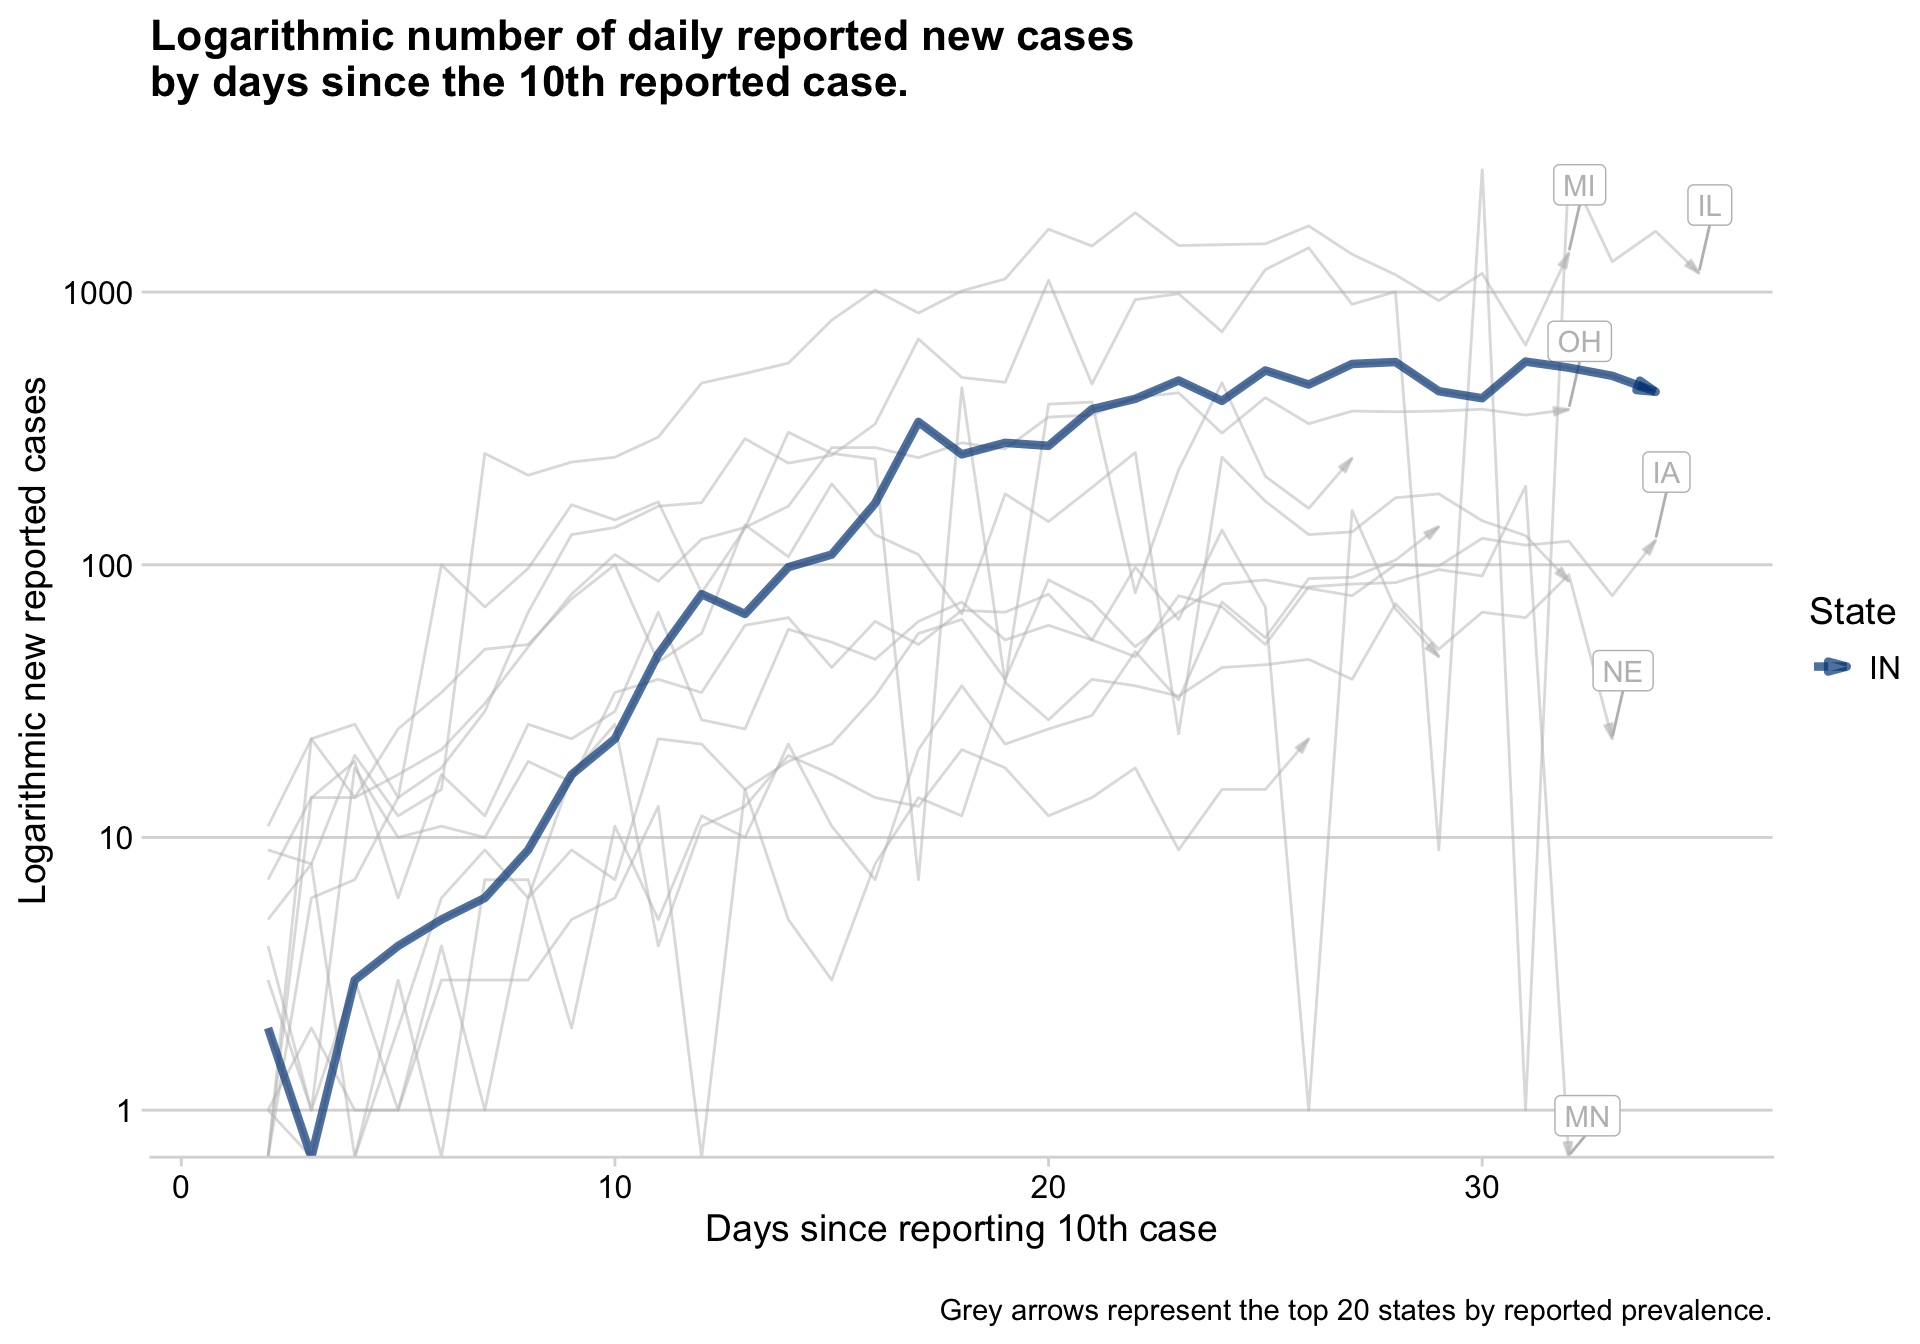 Logarithmic number of daily reported new cases
by days since the 10th reported case.
MI
IL
1000
OH
IA
100
State
IN
NE
10
1
MN
Logarithmic new reported cases
0
10
20
30
Days since reporting 10th case
Grey arrows represent the top 20 states by reported prevalence.